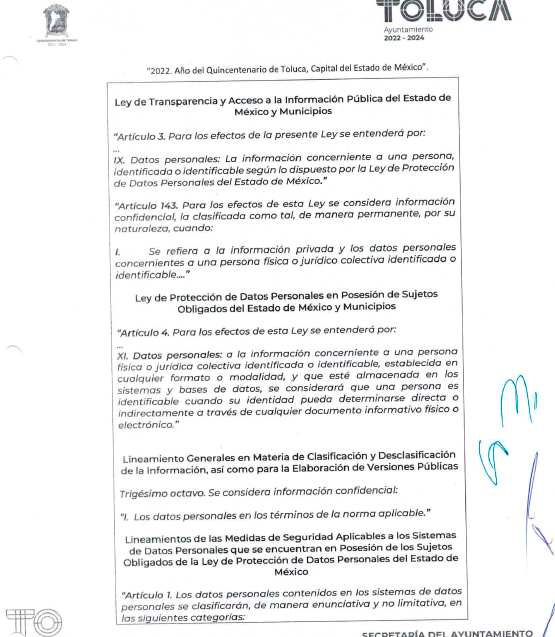 TOLUCA
Ayuntamiento
2022 - 2024
“2022. Año del Quincentenario de Toluca, Capital del Estado de México”.
Ley de Transparencia y Acceso a la Información Pública del Estado de
México y Municipios
“Artículo 3. Para los efectos de la presente Ley se entenderá por:
...
IX. Datos personales: La información concerniente a una persona,
identificada o identificable según lo dispuesto por la Ley de Protección
de Datos Personales del Estado de México.”
“Artículo 143. Para los efectos de esta Ley se considera información
confidencial, la clasificada como tal, de manera permanente, por su
naturaleza, cuando:
I. Se refiera a la información privada y los datos personales
concernientes a una persona física o jurídico colectiva identificada o
identificable....”
Ley de Protección de Datos Personales en Posesión de Sujetos
Obligados del Estado de México y Municipios
“Artículo 4. Para los efectos de esta Ley se entenderá por:
...
XI. Datos personales: a la información concerniente a una persona
física o jurídica colectiva identificada o identificable, establecida en
cualquier formato o modalidad, y que esté almacenada en los
sistemas y bases de datos, se considerará que una persona es
identificable cuando su identidad pueda determinarse directa o
indirectamente a través de cualquier documento informativo físico o
electrónico.”
Lineamiento Generales en Materia de Clasificación y Desclasificación
de la Información, así como para la Elaboración de Versiones Públicas
Trigésimo octavo. Se considera información confidencial:
“I. Los datos personales en los términos de la norma aplicable.”
Lineamientos de las Medidas de Seguridad Aplicables a los Sistemas
de Datos Personales que se encuentran en Posesión de los Sujetos
Obligados de la Ley de Protección de Datos Personales del Estado de
México
“Artículo 1. Los datos personales contenidos en los sistemas de datos
personales se clasificarán, de manera enunciativa y no limitativa, en
las siguientes categorías:
TO
SECRETARÍA DEL AYUNTAMIENTO